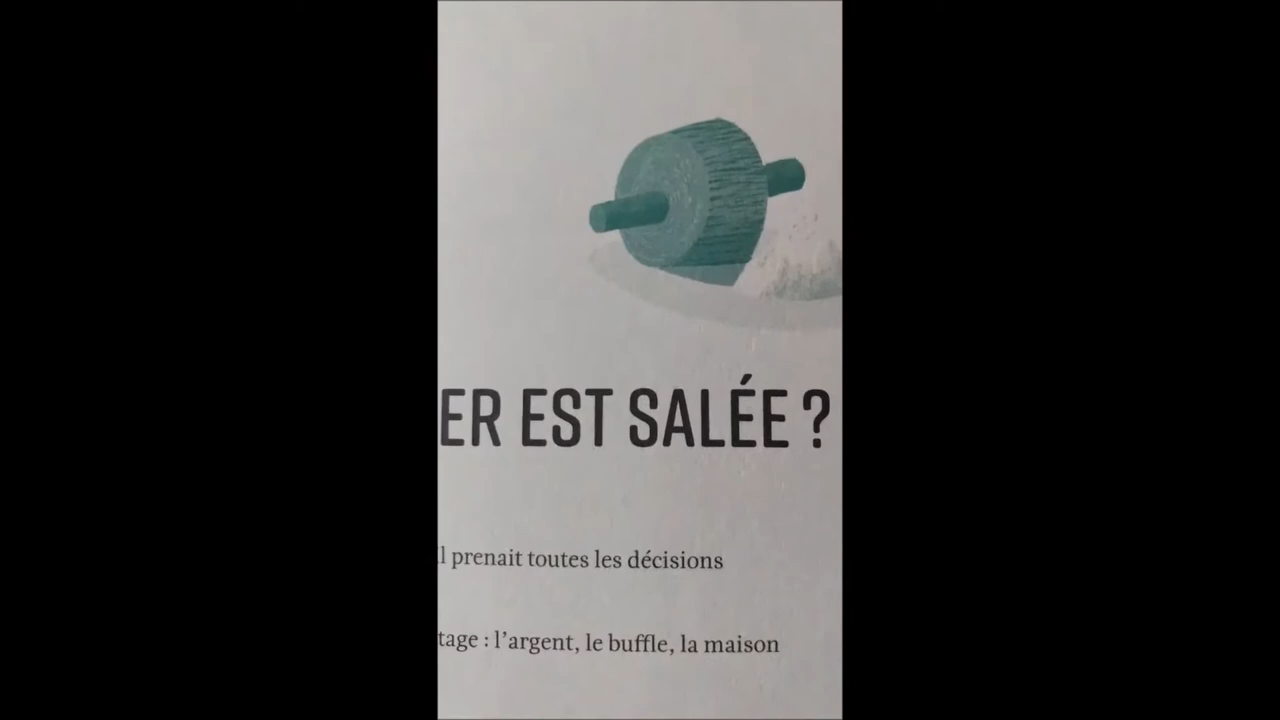 ER EST SALÉE ?
l prenait toutes les décisions
tage : l’argent, le buffle, la maison